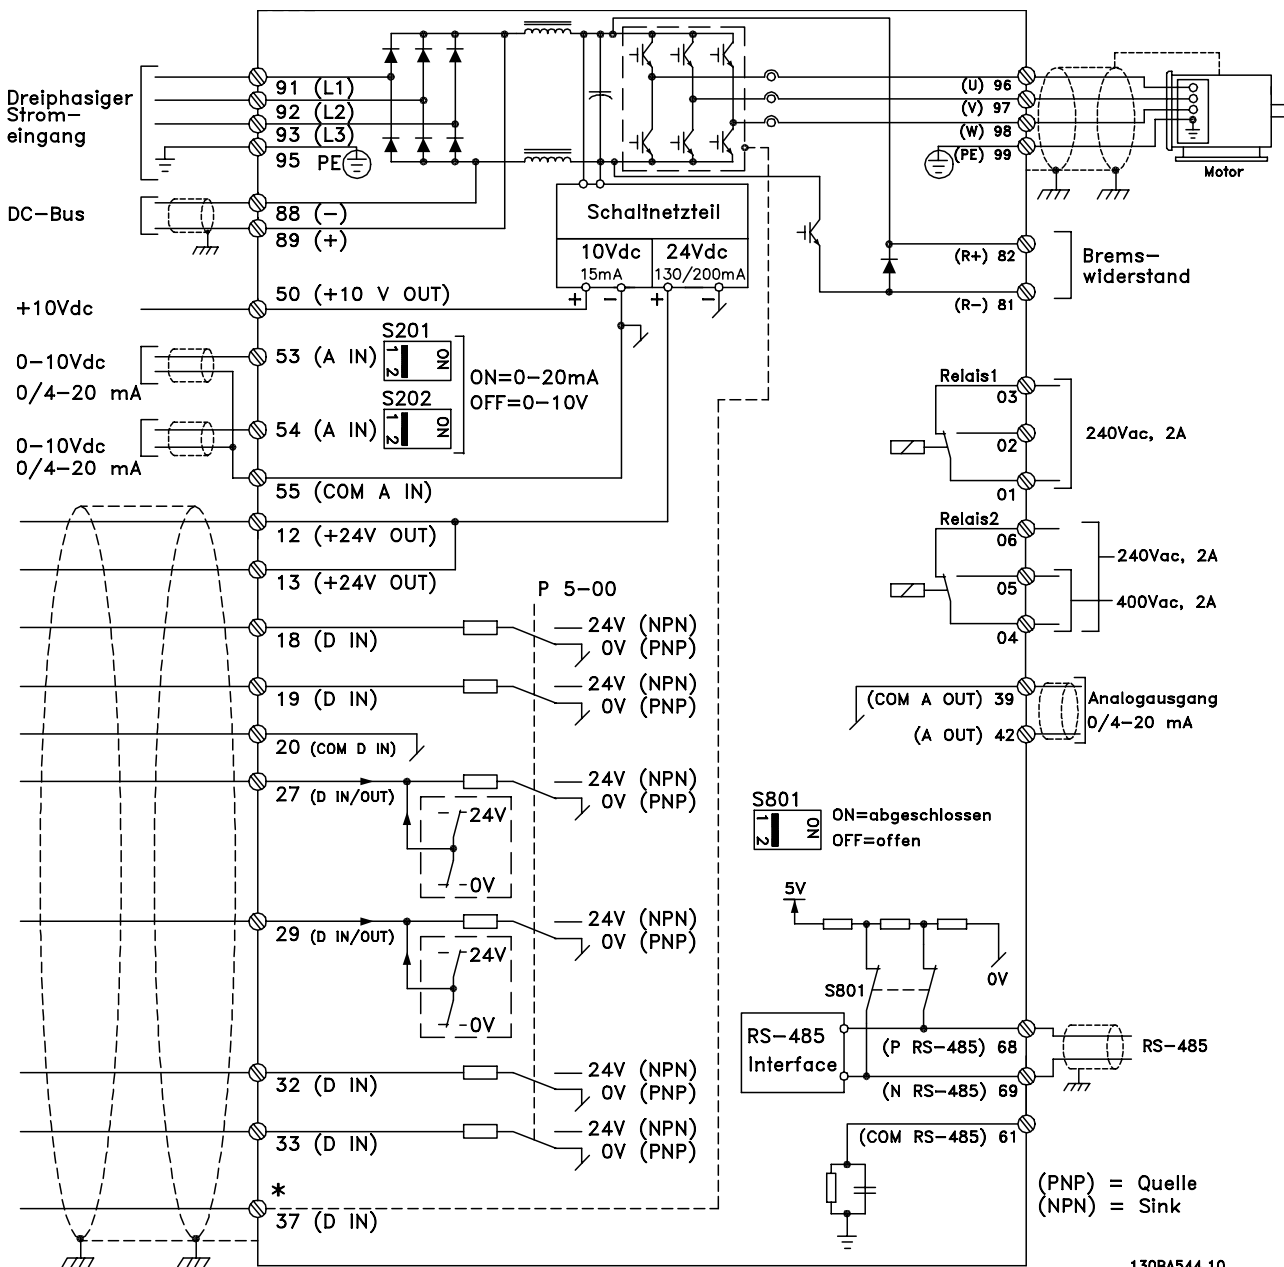 Dreiphasiger
Strom-
eingang
91 (L1)
92 (L2)
93 (L3)
95 PE
DC-Bus
88 (-)
89 (+)
+10Vdc
50 (+10 V OUT)
0-10Vdc
0/4-20 mA
53 (A IN)
S201
1
2
ON
ON=0-20mA
OFF=0-10V
0-10Vdc
0/4-20 mA
54 (A IN)
S202
1
2
ON
55 (COM A IN)
12 (+24V OUT)
13 (+24V OUT)
P 5-00
18 (D IN)
24V (NPN)
0V (PNP)
19 (D IN)
24V (NPN)
0V (PNP)
20 (COM D IN)
27 (D IN/OUT)
24V (NPN)
0V (PNP)
24V
0V
29 (D IN/OUT)
24V (NPN)
0V (PNP)
24V
0V
32 (D IN)
24V (NPN)
0V (PNP)
33 (D IN)
24V (NPN)
0V (PNP)
*
37 (D IN)
Schaltnetzteil
10Vdc
15mA
24Vdc
130/200mA
+ - + -
(U) 96
(V) 97
(W) 98
(PE) 99
Motor
(R+) 82
(R-) 81
Brems-
widerstand
Relais1
03
02
01
240Vac, 2A
Relais2
06
05
04
240Vac, 2A
400Vac, 2A
(COM A OUT) 39
(A OUT) 42
Analogausgang
0/4-20 mA
S801
1
2
ON
ON=abgeschlossen
OFF=offen
5V
0V
S801
RS-485
Interface
(P RS-485) 68
(N RS-485) 69
RS-485
(COM RS-485) 61
(PNP) = Quelle
(NPN) = Sink
130BA544.10